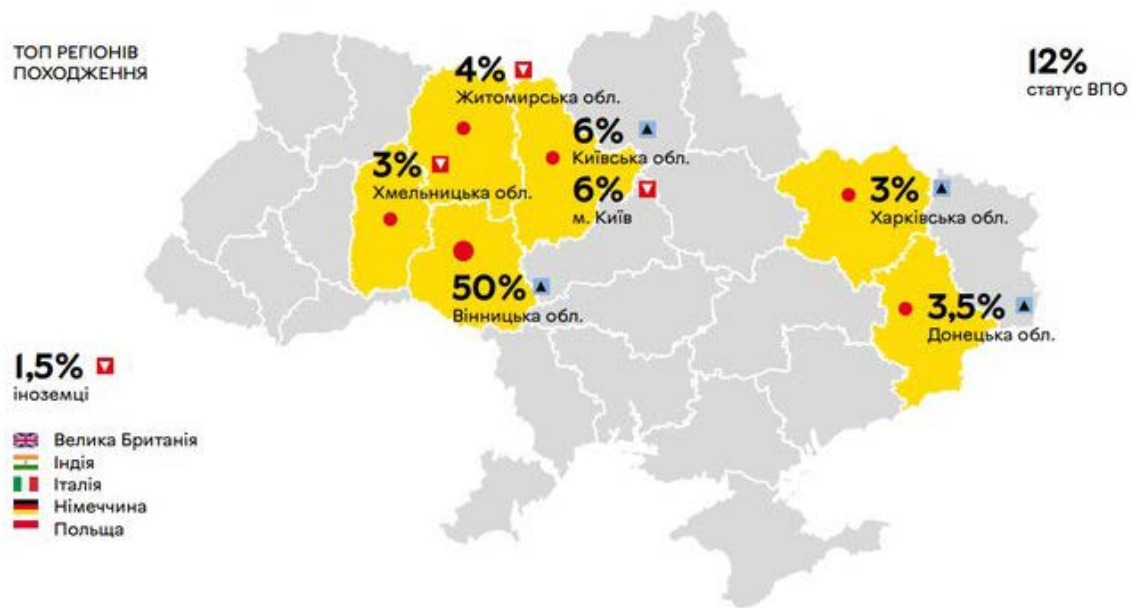 ТОП РЕГІОНІВ
ПОХОДЖЕННЯ
12%
статус ВПО
4%
Житомирська обл.
6%
Київська обл.
3%
Хмельницька обл.
6%
м. Київ
3%
Харківська обл.
50%
Вінницька обл.
3,5%
Донецька обл.
1,5%
іноземці
Велика Британія
Індія
Італія
Німеччина
Польща